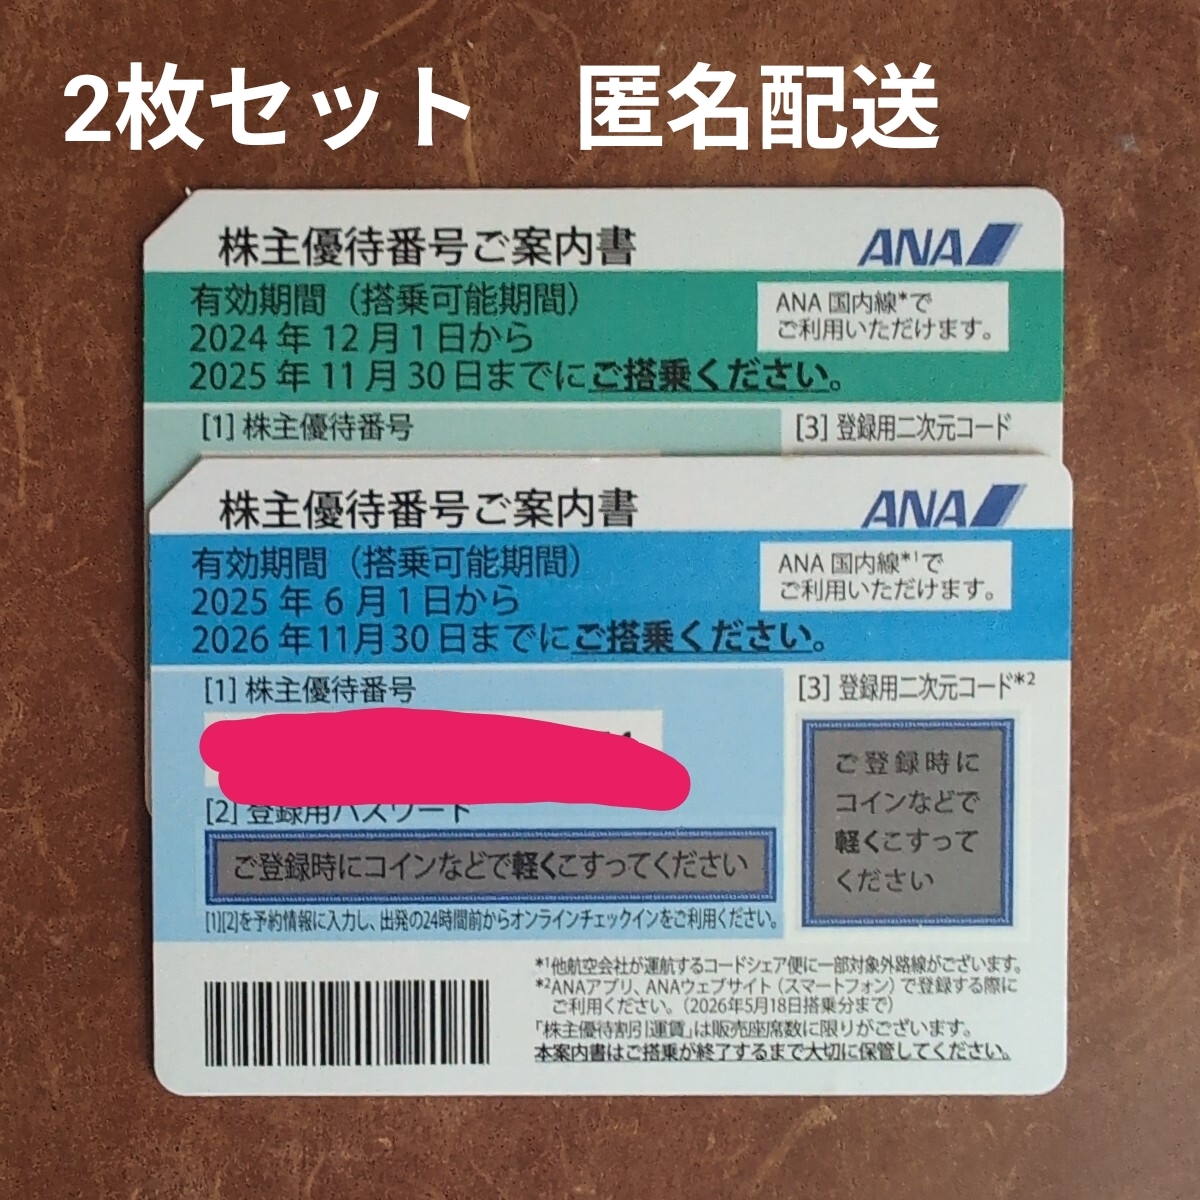 2枚セット　匿名配送
株主優待番号ご案内書
ANA
有効期間（搭乗可能期間）
2024年12月1日から
2025年11月30日までにご搭乗ください。
ANA国内線*で
ご利用いただけます。
[1] 株主優待番号
[3] 登録用二次元コード
株主優待番号ご案内書
ANA
有効期間（搭乗可能期間）
2025年6月1日から
2026年11月30日までにご搭乗ください。
ANA国内線*1で
ご利用いただけます。
[1] 株主優待番号
[3] 登録用二次元コード*2
ご登録時に
コインなどで
軽くこすって
ください
[2] 登録用パスワード
ご登録時にコインなどで軽くこすってください
[1][2]を予約情報に入力し、出発の24時間前からオンラインチェックインをご利用ください。
*1他航空会社が運航するコードシェア便に一部対象外路線がございます。
*2ANAアプリ、ANAウェブサイト（スマートフォン）で登録する際に
ご利用ください。（2026年5月18日搭乗分まで）
「株主優待割引運賃」は販売座席数に限りがございます。
本案内書はご搭乗が終了するまで大切に保管してください。